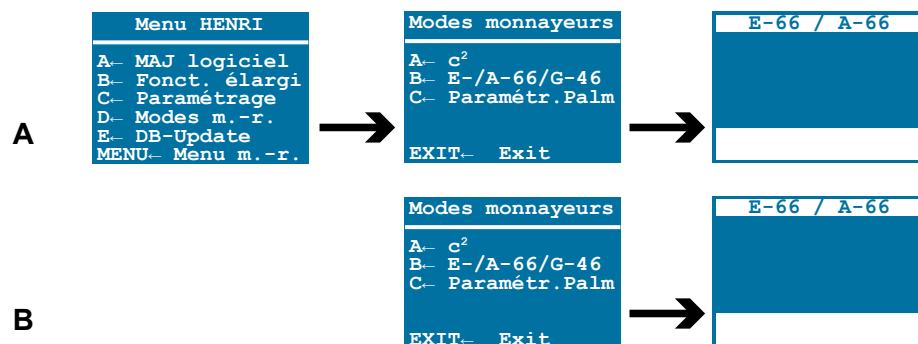 Menu HENRI
A← MAJ logiciel
B← Fonct. élargi
C← Paramétrage
D← Modes m.-r.
E← DB-Update
MENU← Menu m.-r.
Modes monnayeurs
A← c²
B← E-/A-66/G-46
C← Paramétr.Palm
EXIT← Exit
E-66 / A-66
A
Modes monnayeurs
A← c²
B← E-/A-66/G-46
C← Paramétr.Palm
EXIT← Exit
E-66 / A-66
B